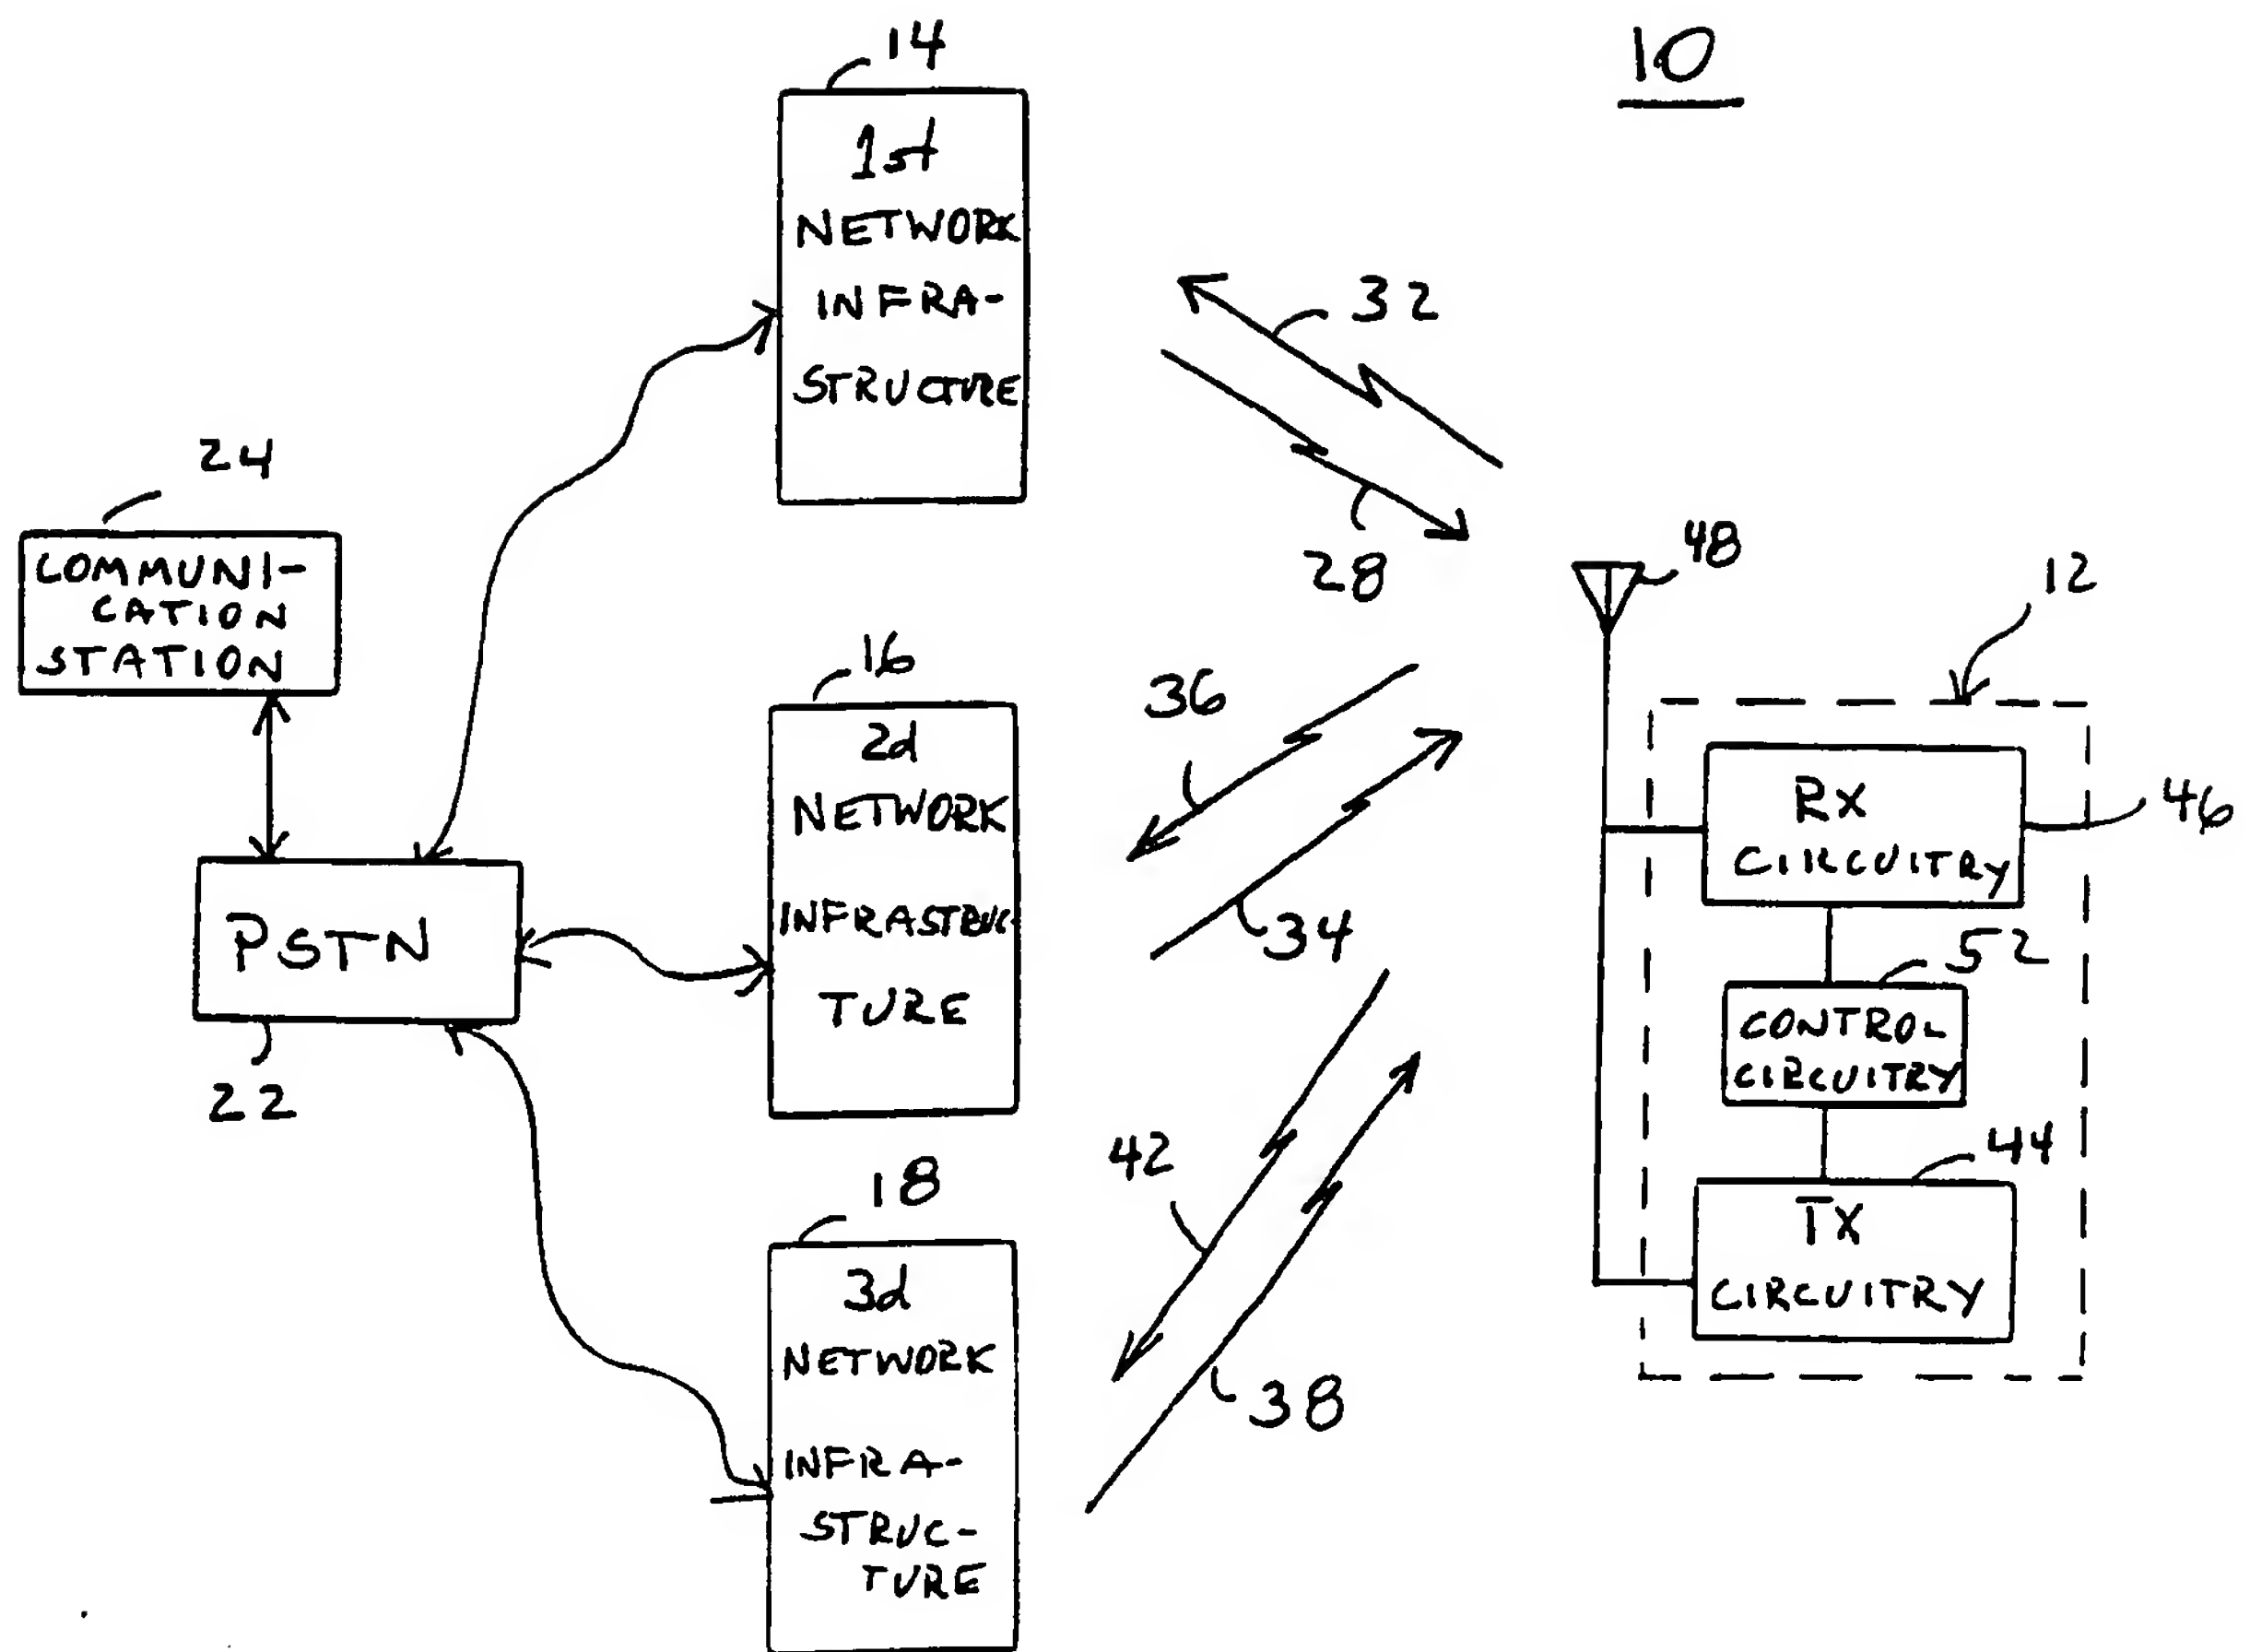 10
14
1st
NETWORK
INFRA-
STRUCTURE
32
28
24
COMMUNI-
CATION
STATION
48
12
16
2d
NETWORK
INFRASTRUC-
TURE
36
34
RX
CIRCUITRY
46
PSTN
22
52
CONTROL
CIRCUITRY
44
TX
CIRCUITRY
18
3d
NETWORK
INFRA-
STRUC-
TURE
42
38